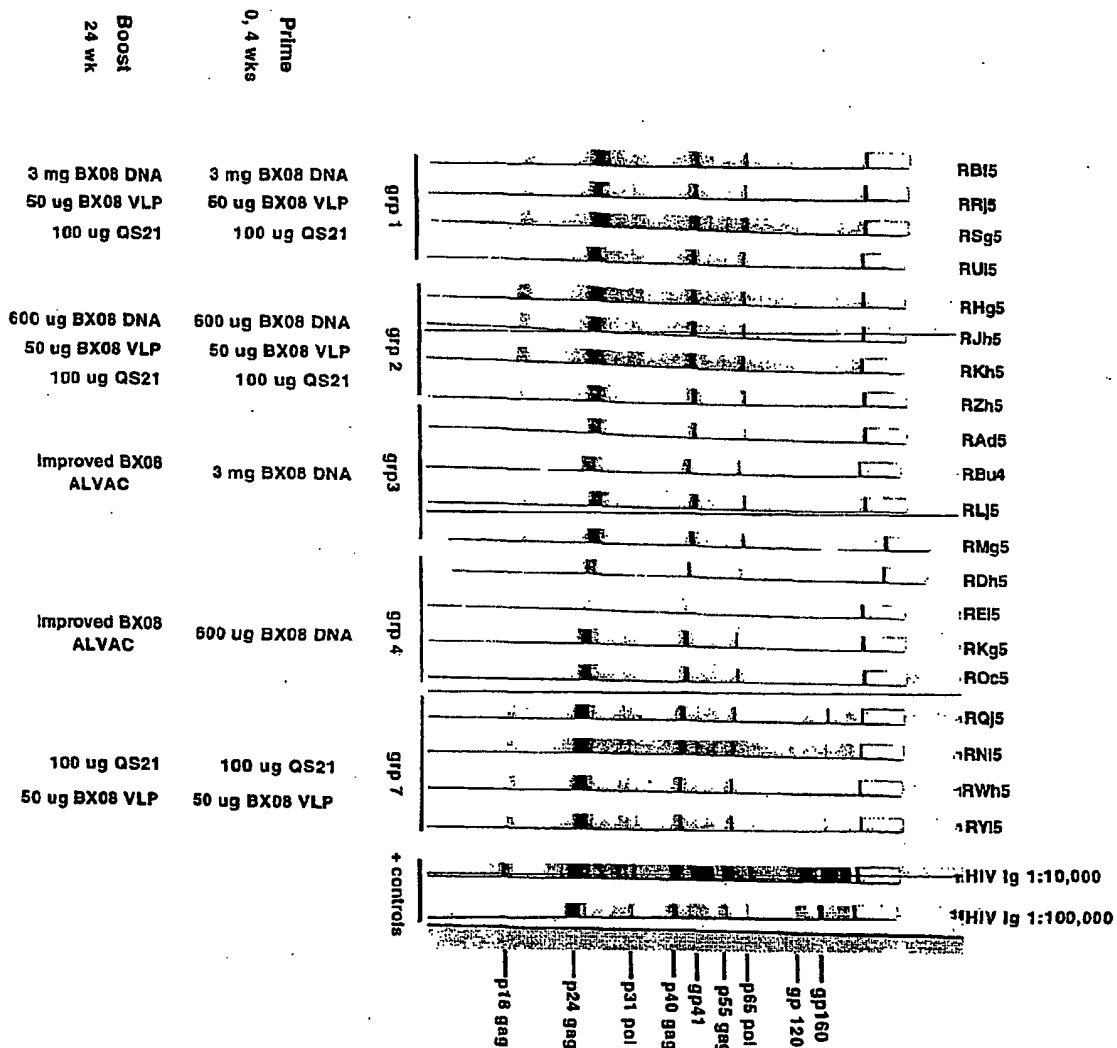 Prime
0, 4 wks
Boost
24 wk
3 mg BX08 DNA
3 mg BX08 DNA
50 ug BX08 VLP
50 ug BX08 VLP
100 ug QS21
100 ug QS21
grp 1
RBf5
RRj5
RSg5
RUl5
600 ug BX08 DNA
600 ug BX08 DNA
50 ug BX08 VLP
50 ug BX08 VLP
100 ug QS21
100 ug QS21
grp 2
RHg5
RJh5
RKh5
RZh5
Improved BX08
ALVAC
3 mg BX08 DNA
grp3
RAd5
RBu4
RLj5
RMg5
Improved BX08
ALVAC
600 ug BX08 DNA
grp 4
RDh5
REl5
RKg5
ROc5
100 ug QS21
100 ug QS21
50 ug BX08 VLP
50 ug BX08 VLP
grp 7
RQj5
RNl5
RWh5
RYl5
+ controls
HIV Ig 1:10,000
HIV Ig 1:100,000
p18 gag
p24 gag
p31 pol
p40 gag
gp41
p55 gag
p65 pol
gp 120
gp160